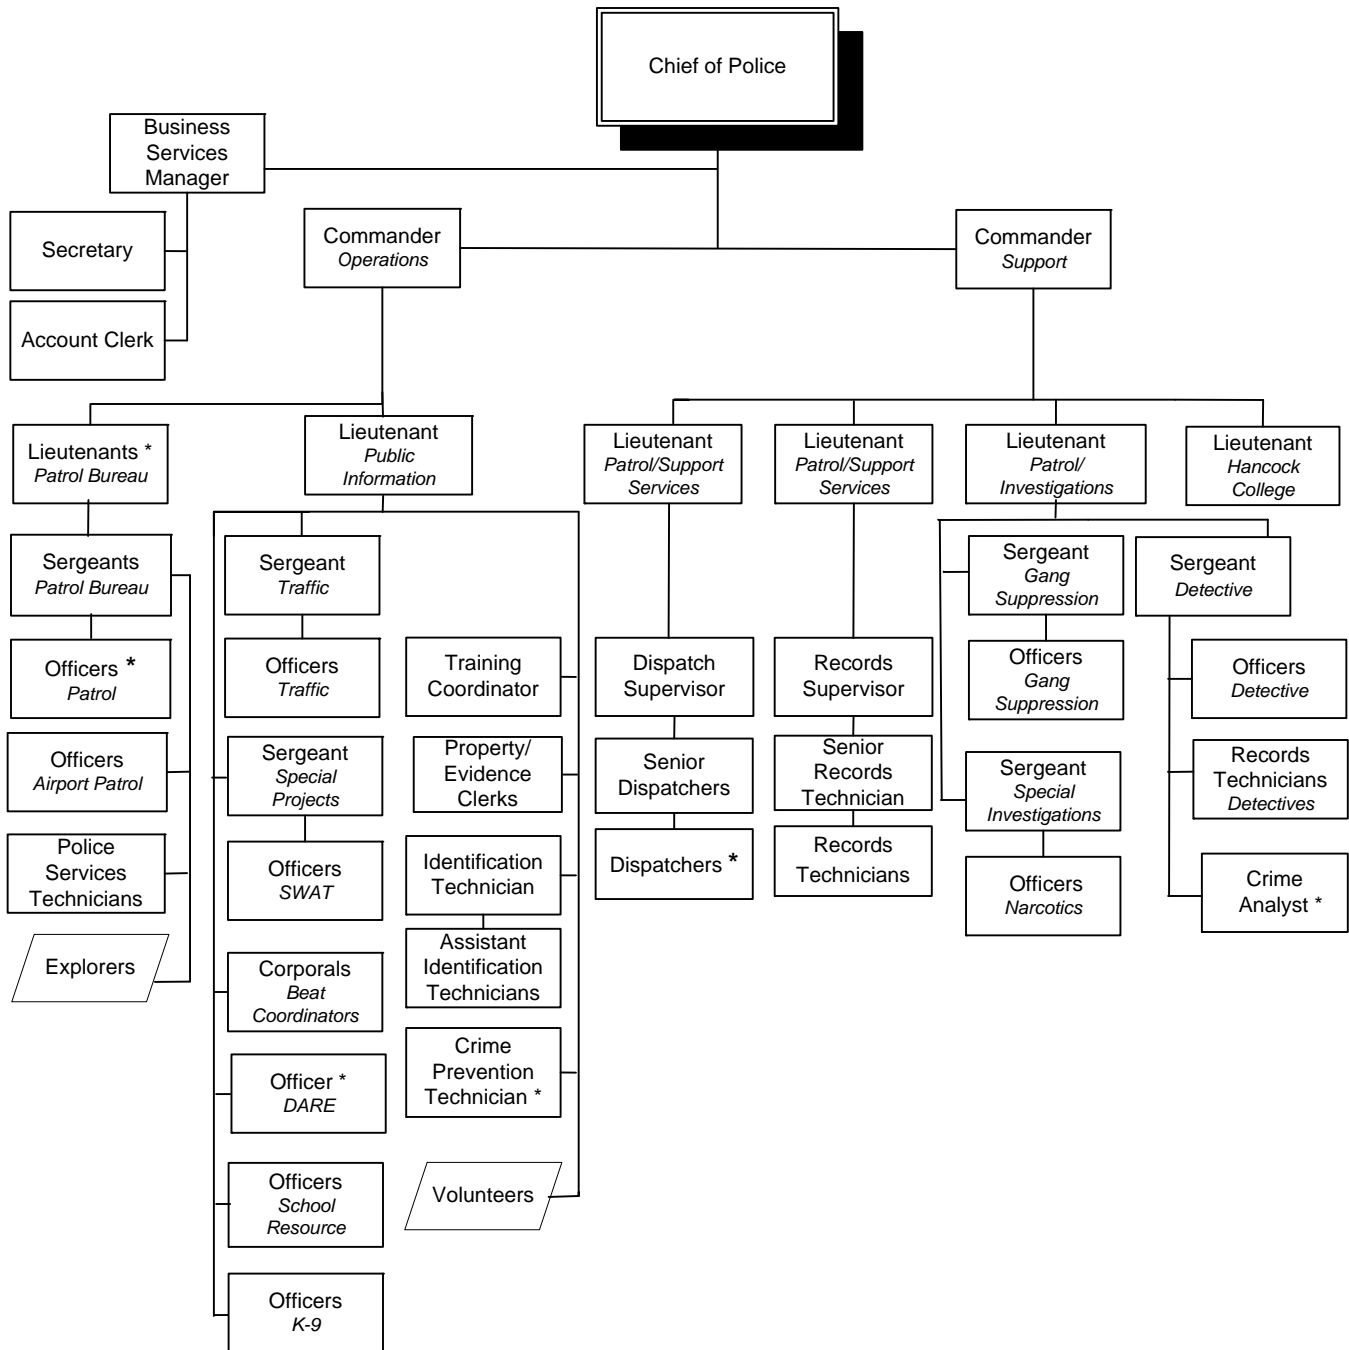 Chief of Police
Business
Services
Manager
Secretary
Account Clerk
Commander
Operations
Commander
Support
Lieutenants *
Patrol Bureau
Sergeants
Patrol Bureau
Officers *
Patrol
Officers
Airport Patrol
Police
Services
Technicians
Explorers
Lieutenant
Public
Information
Sergeant
Traffic
Officers
Traffic
Sergeant
Special
Projects
Officers
SWAT
Corporals
Beat
Coordinators
Officer *
DARE
Officers
School
Resource
Officers
K-9
Training
Coordinator
Property/
Evidence
Clerks
Identification
Technician
Assistant
Identification
Technicians
Crime
Prevention
Technician *
Volunteers
Lieutenant
Patrol/Support
Services
Dispatch
Supervisor
Senior
Dispatchers
Dispatchers *
Lieutenant
Patrol/Support
Services
Records
Supervisor
Senior
Records
Technician
Records
Technicians
Lieutenant
Patrol/
Investigations
Sergeant
Gang
Suppression
Officers
Gang
Suppression
Sergeant
Special
Investigations
Officers
Narcotics
Sergeant
Detective
Officers
Detective
Records
Technicians
Detectives
Crime
Analyst *
Lieutenant
Hancock
College